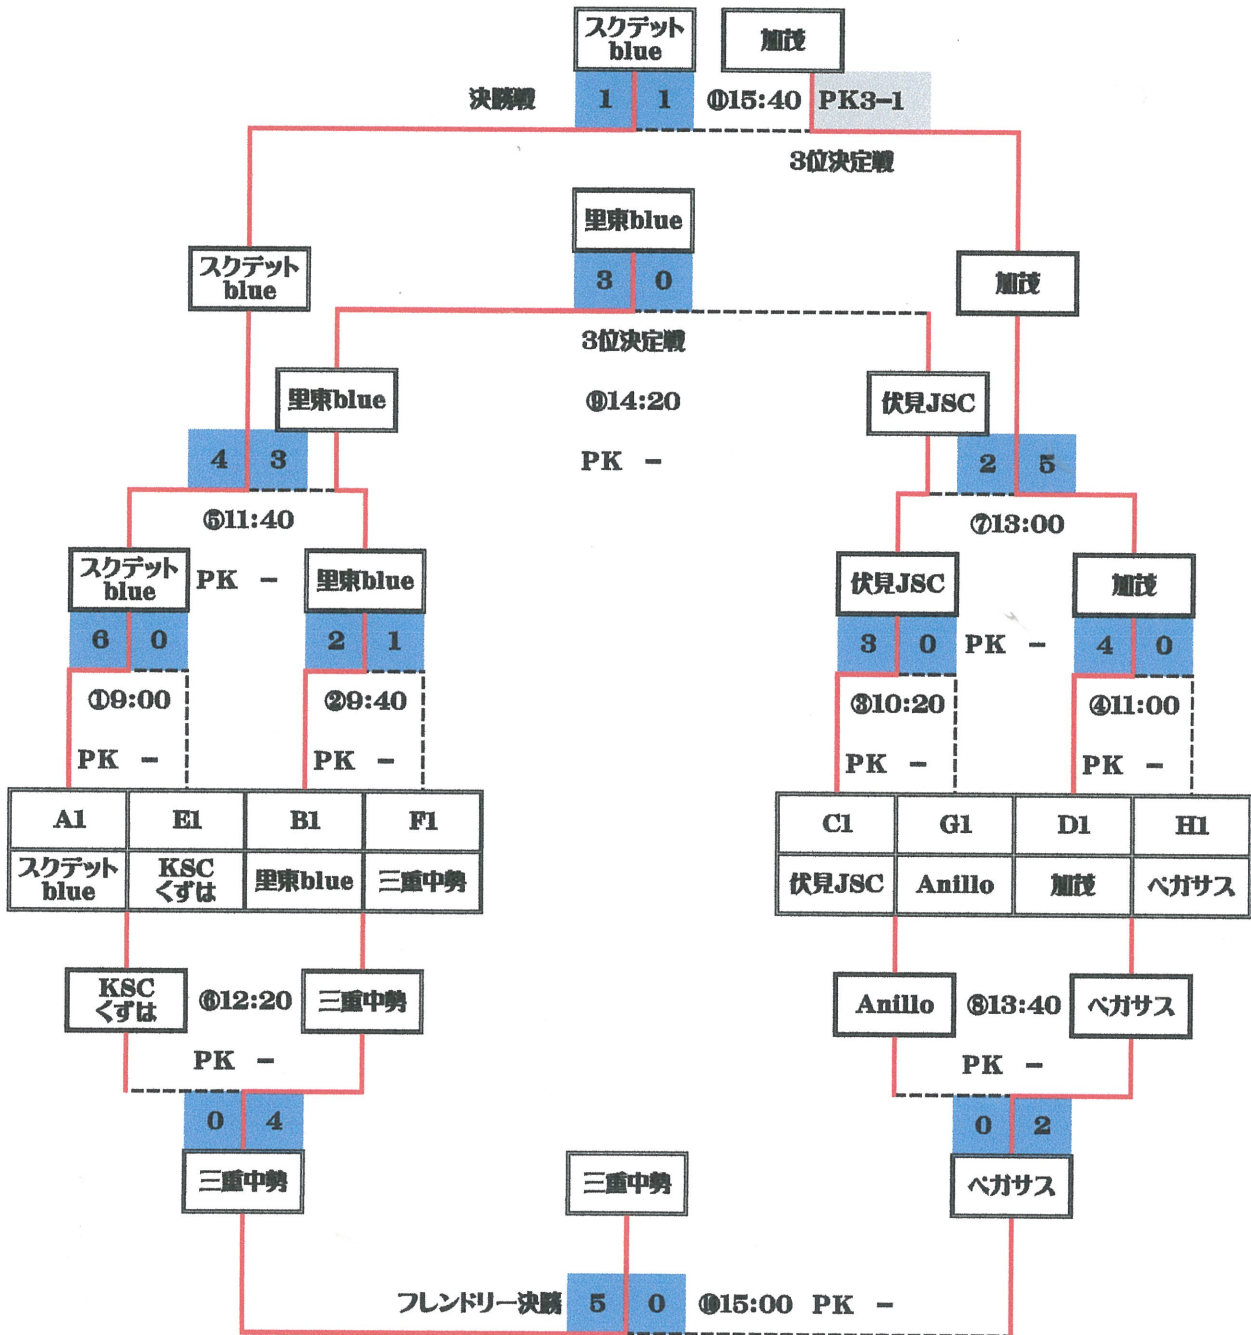 スクデット
blue
加茂
決勝戦 1 1 ⑪15:40 PK3-1
3位決定戦
里東blue
スクデット
blue
3 0
加茂
3位決定戦
里東blue
⑨14:20
伏見JSC
4 3
PK -
2 5
⑤11:40
⑦13:00
スクデット
blue
PK -
里東blue
伏見JSC
加茂
6 0
2 1
3 0
PK -
4 0
①9:00
②9:40
③10:20
④11:00
PK -
PK -
PK -
PK -
A1 E1 B1 F1
C1 G1 D1 H1
スクデット
blue
KSC
くずは
里東blue
三重中勢
伏見JSC
Anillo
加茂
ペガサス
KSC
くずは
⑥12:20
三重中勢
Anillo
⑧13:40
ペガサス
PK -
PK -
0 4
0 2
三重中勢
三重中勢
ペガサス
フレンドリー決勝 5 0 ⑩15:00 PK -